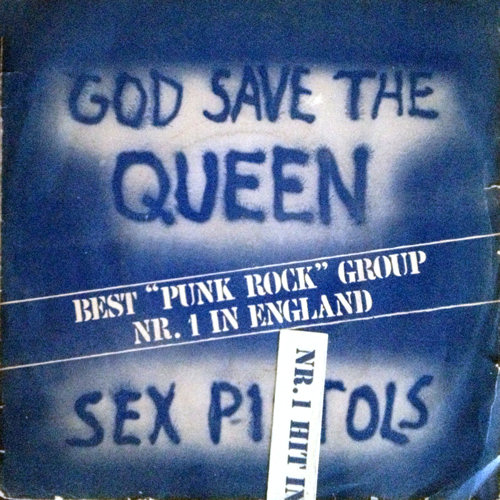 GOD SAVE THE
QUEEN
BEST "PUNK ROCK" GROUP
NR. 1 IN ENGLAND
SEX PI TOLS
NR. 1 HIT IN